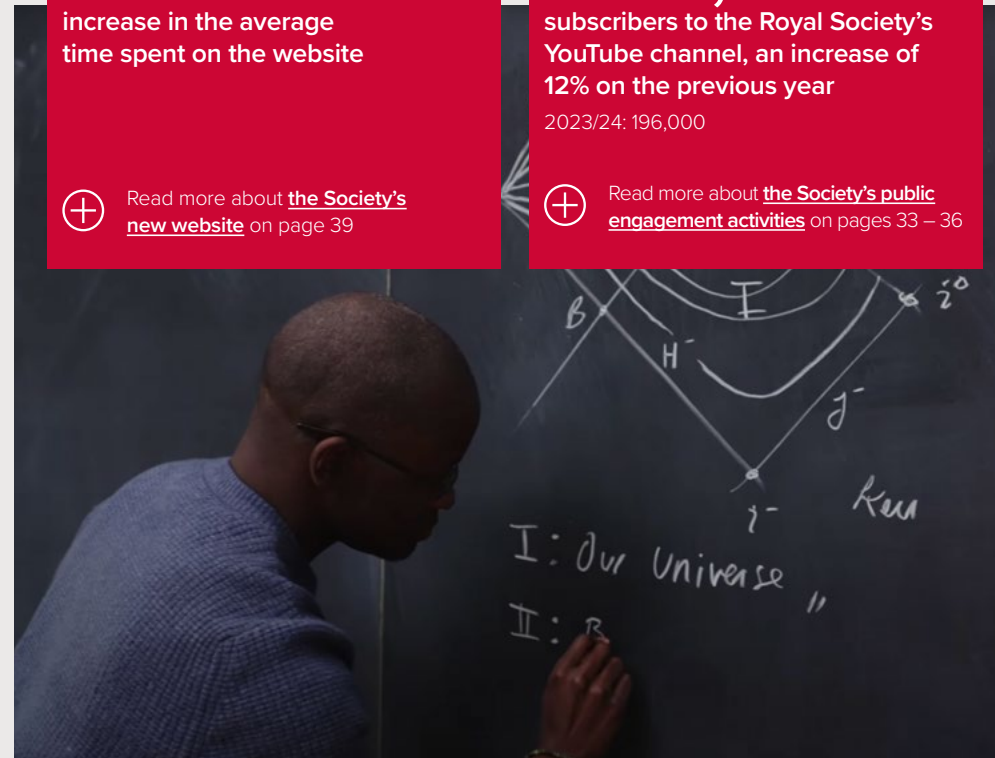 increase in the average
time spent on the website
Read more about the Society's
new website on page 39
subscribers to the Royal Society's
YouTube channel, an increase of
12% on the previous year
2023/24: 196,000
Read more about the Society's public
engagement activities on pages 33 – 36
B
I
i°
H⁻
i⁻
Kerr
I: Our Universe „
II: B